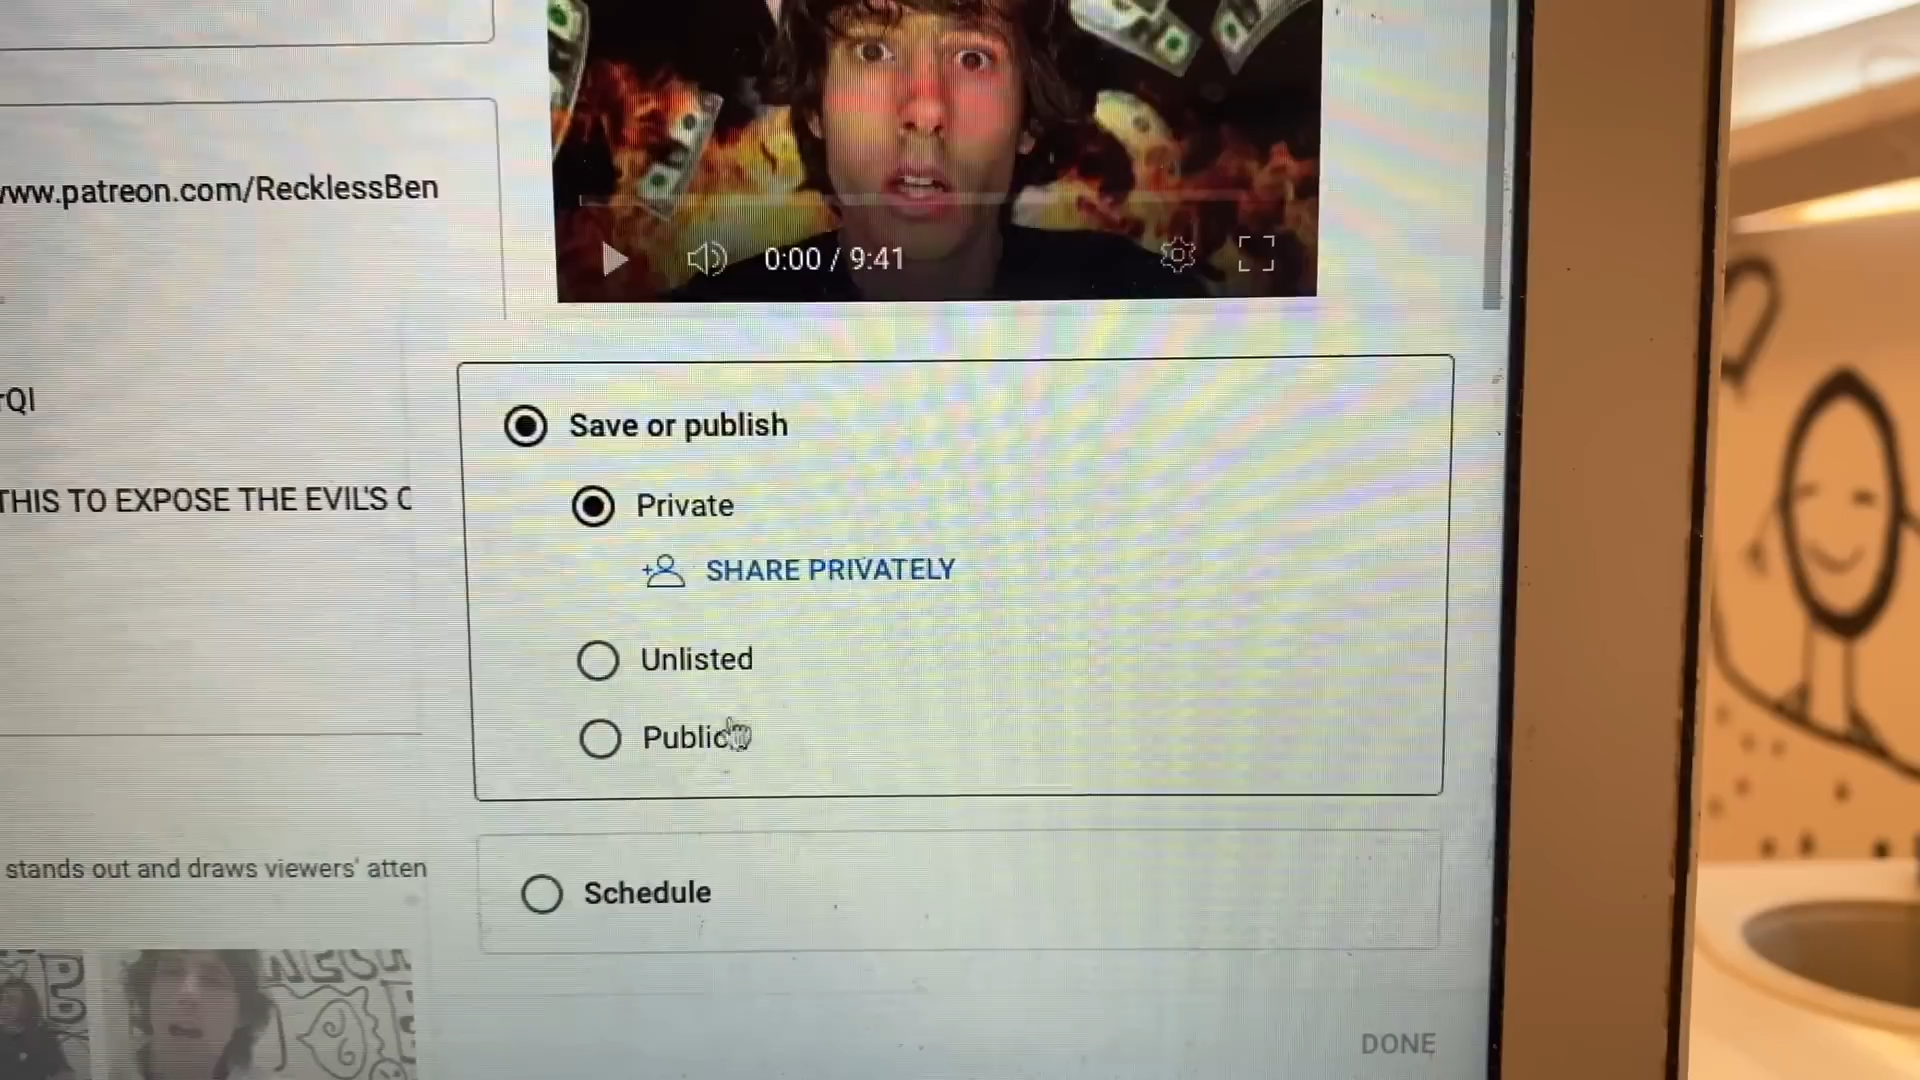 www.patreon.com/RecklessBen
0:00 / 9:41
QI
THIS TO EXPOSE THE EVIL'S
Save or publish
Private
SHARE PRIVATELY
Unlisted
Public
stands out and draws viewers' atten
Schedule
DONE